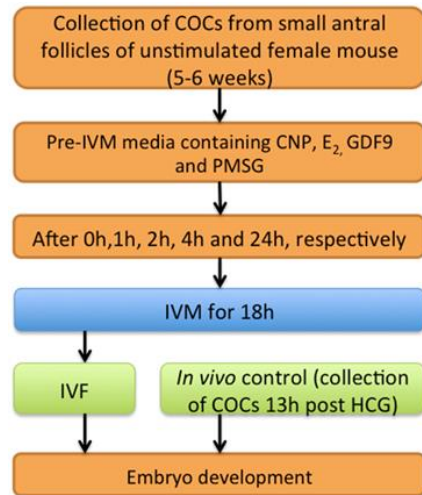 Collection of COCs from small antral
follicles of unstimulated female mouse
(5-6 weeks)
Pre-IVM media containing CNP, E2, GDF9
and PMSG
After 0h,1h, 2h, 4h and 24h, respectively
IVM for 18h
IVF
In vivo control (collection
of COCs 13h post HCG)
Embryo development